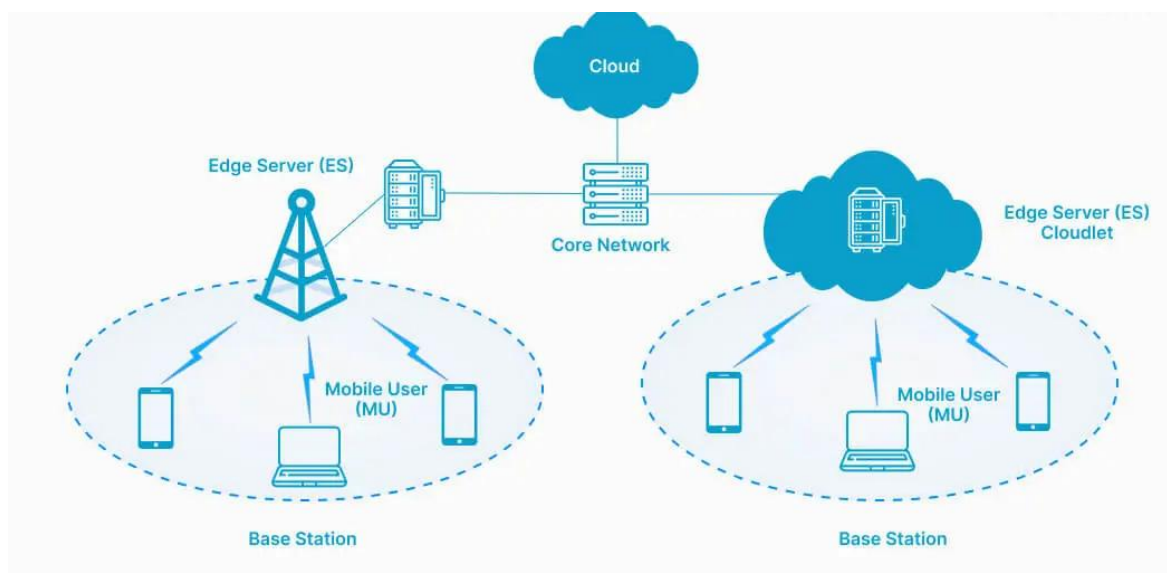 Cloud
Edge Server (ES)
Core Network
Edge Server (ES)
Cloudlet
Mobile User
(MU)
Mobile User
(MU)
Base Station
Base Station